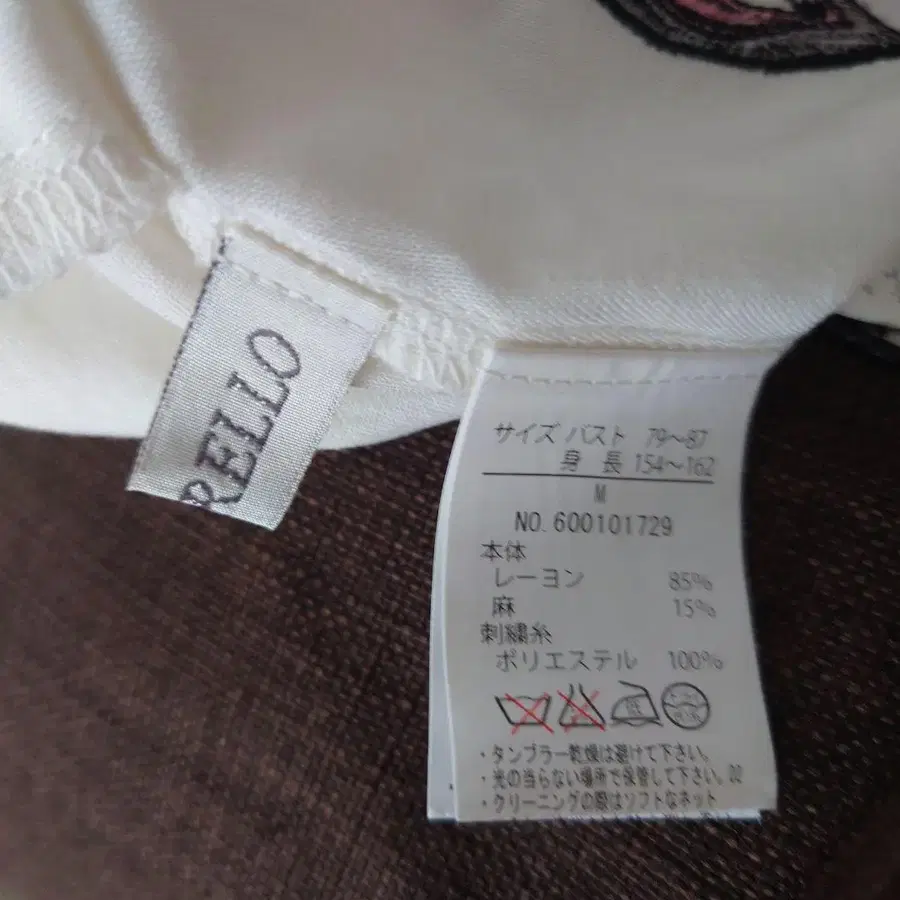 RELLO
サイズ バスト 79～87
身 長 154～162
M
NO.600101729
本体
レーヨン 85%
麻 15%
刺繍糸
ポリエステル 100%
・タンブラー乾燥は避けて下さい。
・光の当らない場所で保管して下さい。02
・クリーニングの際はソフトなネット